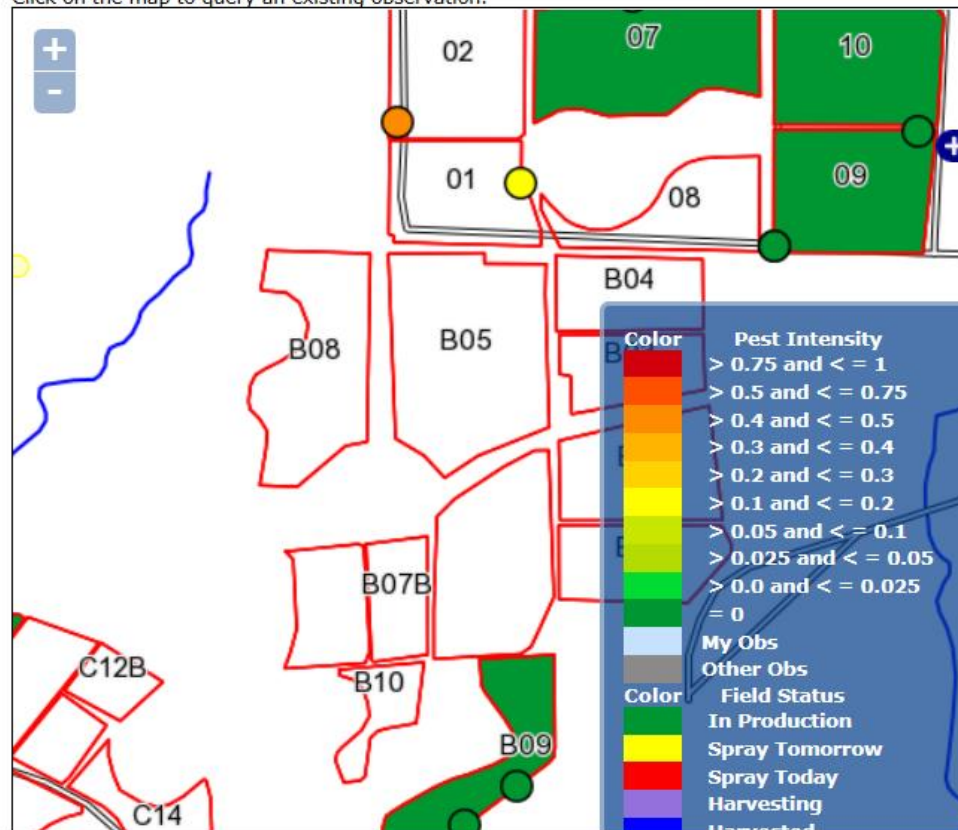 Click on the map to query an existing observation.
+
-
02
07
10
01
08
09
+
B04
B08
B05
B07B
C12B
B10
B09
C14
Color Pest Intensity
> 0.75 and < = 1
> 0.5 and < = 0.75
> 0.4 and < = 0.5
> 0.3 and < = 0.4
> 0.2 and < = 0.3
> 0.1 and < = 0.2
> 0.05 and < = 0.1
> 0.025 and < = 0.05
> 0.0 and < = 0.025
= 0
My Obs
Other Obs
Color Field Status
In Production
Spray Tomorrow
Spray Today
Harvesting
Harvested